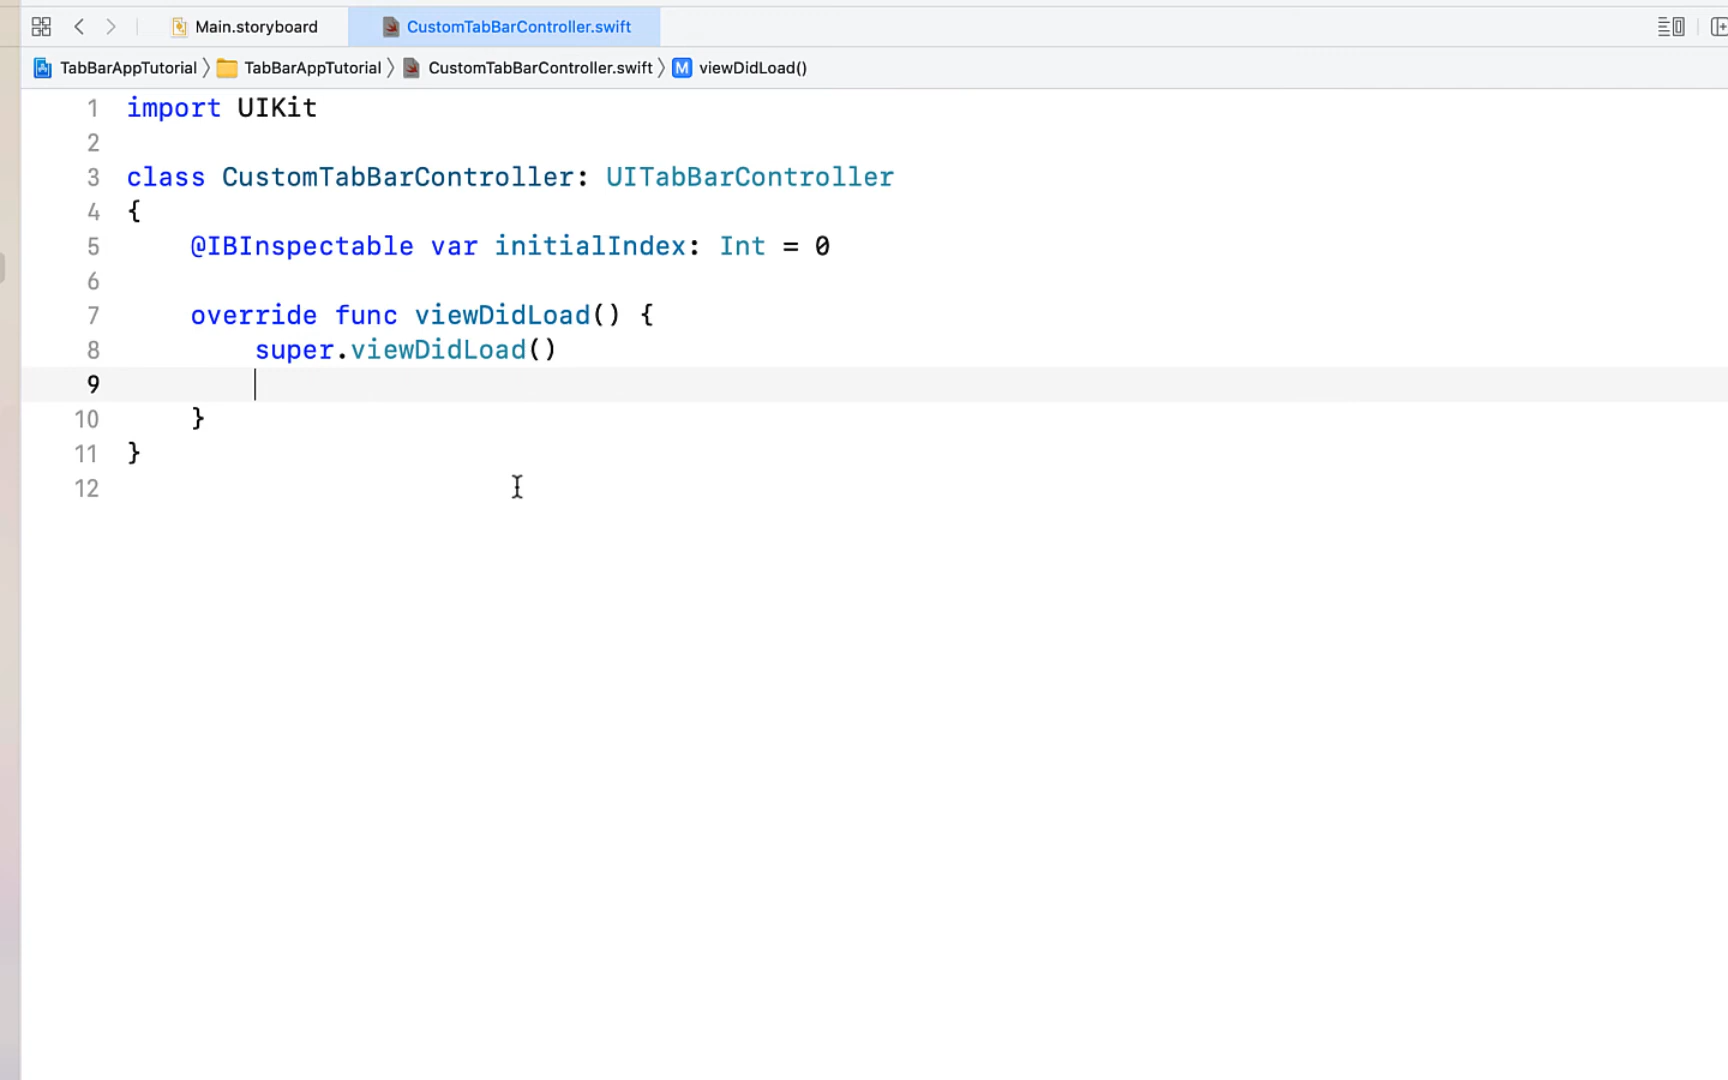 Main.storyboard CustomTabBarController.swift
TabBarAppTutorial TabBarAppTutorial CustomTabBarController.swift M viewDidLoad()
1 import UIKit
2
3 class CustomTabBarController: UITabBarController
4 {
5 @IBInspectable var initialIndex: Int = 0
6
7 override func viewDidLoad() {
8 super.viewDidLoad()
9
10 }
11 }
12